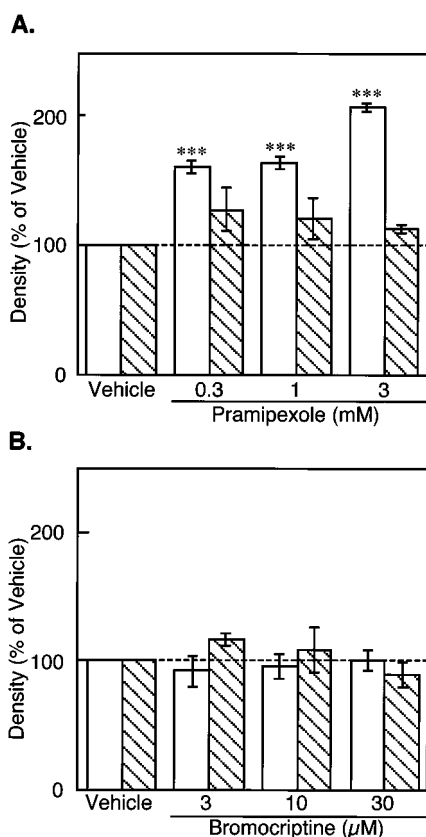 A.
Density (% of Vehicle)
200
100
0
***
***
***
Vehicle
0.3
1
3
Pramipexole (mM)
B.
Density (% of Vehicle)
200
100
0
Vehicle
3
10
30
Bromocriptine (μM)